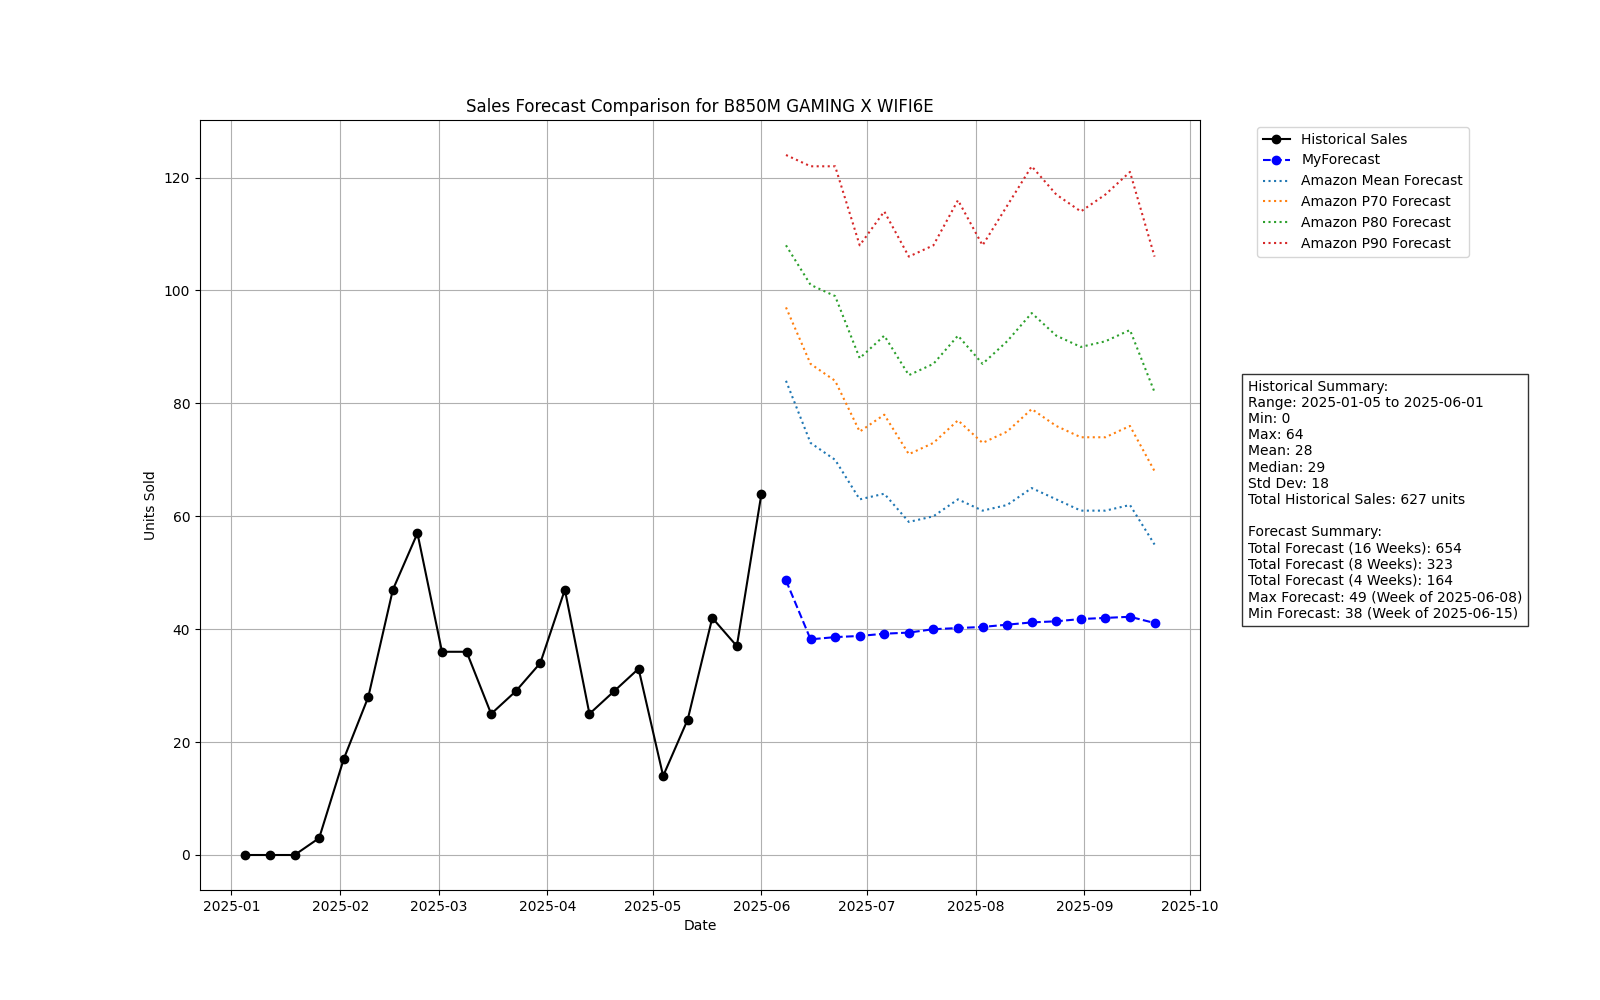 Sales Forecast Comparison for B850M GAMING X WIFI6E
Historical Sales
MyForecast
Amazon Mean Forecast
Amazon P70 Forecast
Amazon P80 Forecast
Amazon P90 Forecast
120
100
80
60
40
20
0
Units Sold
2025-01
2025-02
2025-03
2025-04
2025-05
2025-06
2025-07
2025-08
2025-09
2025-10
Date
Historical Summary:
Range: 2025-01-05 to 2025-06-01
Min: 0
Max: 64
Mean: 28
Median: 29
Std Dev: 18
Total Historical Sales: 627 units
Forecast Summary:
Total Forecast (16 Weeks): 654
Total Forecast (8 Weeks): 323
Total Forecast (4 Weeks): 164
Max Forecast: 49 (Week of 2025-06-08)
Min Forecast: 38 (Week of 2025-06-15)